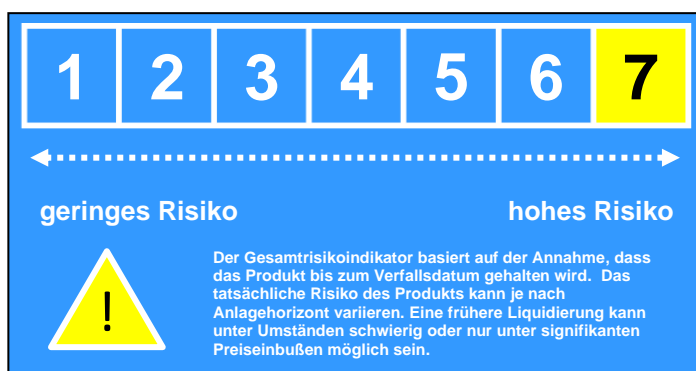 1 2 3 4 5 6 7
geringes Risiko hohes Risiko
!
Der Gesamtrisikoindikator basiert auf der Annahme, dass
das Produkt bis zum Verfallsdatum gehalten wird. Das
tatsächliche Risiko des Produkts kann je nach
Anlagehorizont variieren. Eine frühere Liquidierung kann
unter Umständen schwierig oder nur unter signifikanten
Preiseinbußen möglich sein.